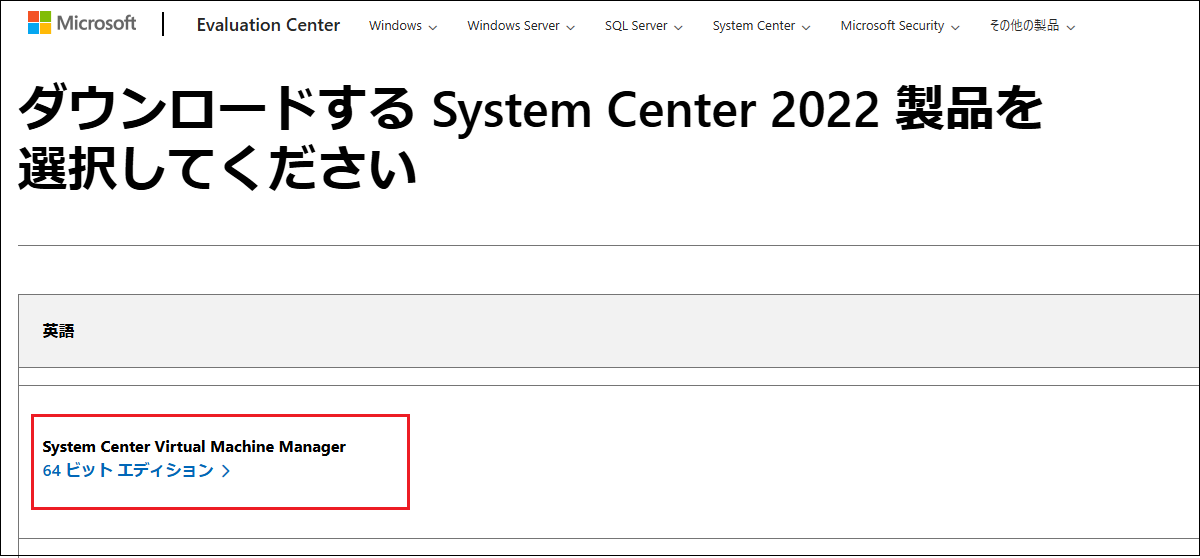 Microsoft Evaluation Center Windows Windows Server SQL Server System Center Microsoft Security その他の製品
ダウンロードする System Center 2022 製品を
選択してください
英語
System Center Virtual Machine Manager
64 ビット エディション